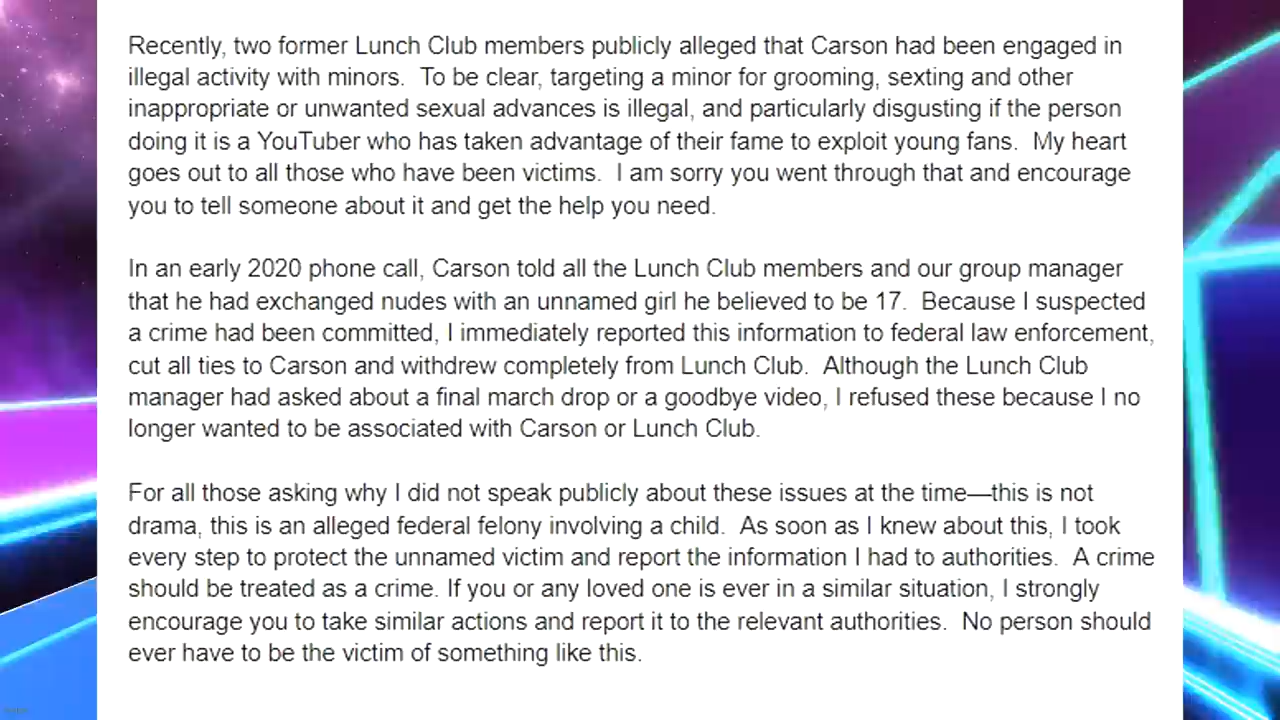 Recently, two former Lunch Club members publicly alleged that Carson had been engaged in
illegal activity with minors.  To be clear, targeting a minor for grooming, sexting and other
inappropriate or unwanted sexual advances is illegal, and particularly disgusting if the person
doing it is a YouTuber who has taken advantage of their fame to exploit young fans.  My heart
goes out to all those who have been victims.  I am sorry you went through that and encourage
you to tell someone about it and get the help you need.
In an early 2020 phone call, Carson told all the Lunch Club members and our group manager
that he had exchanged nudes with an unnamed girl he believed to be 17.  Because I suspected
a crime had been committed, I immediately reported this information to federal law enforcement,
cut all ties to Carson and withdrew completely from Lunch Club.  Although the Lunch Club
manager had asked about a final march drop or a goodbye video, I refused these because I no
longer wanted to be associated with Carson or Lunch Club.
For all those asking why I did not speak publicly about these issues at the time—this is not
drama, this is an alleged federal felony involving a child.  As soon as I knew about this, I took
every step to protect the unnamed victim and report the information I had to authorities.  A crime
should be treated as a crime. If you or any loved one is ever in a similar situation, I strongly
encourage you to take similar actions and report it to the relevant authorities.  No person should
ever have to be the victim of something like this.